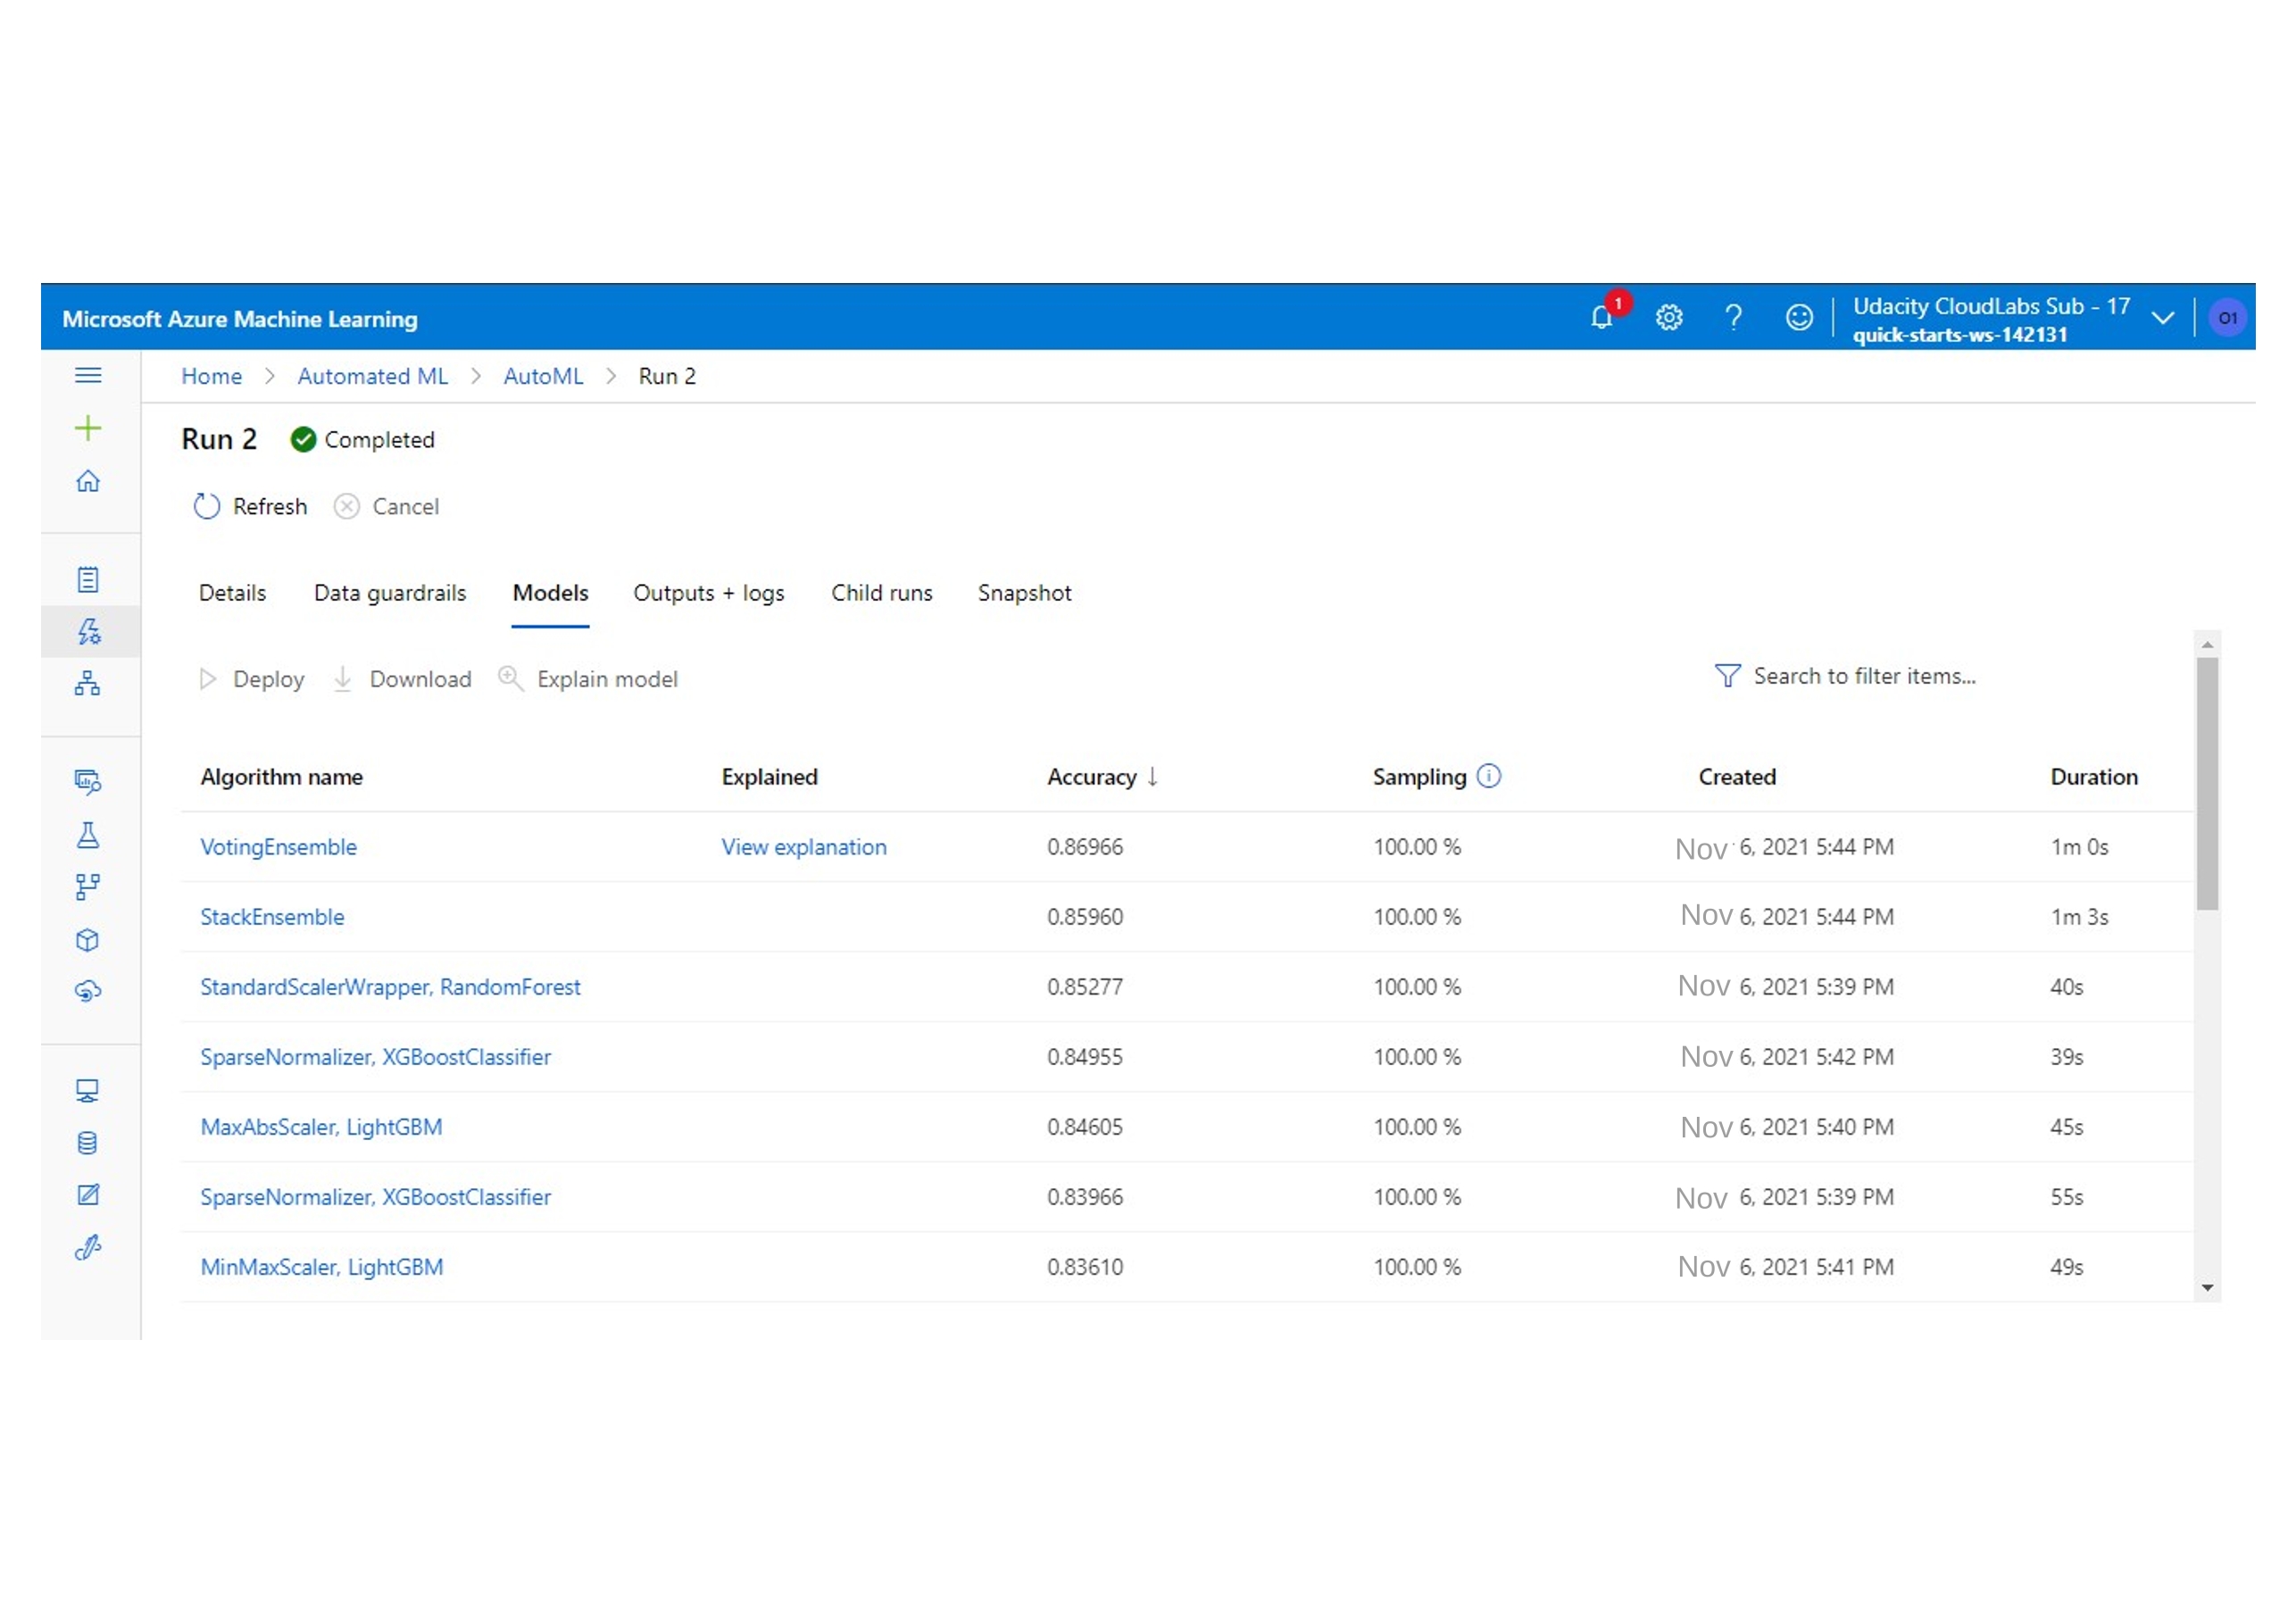 Microsoft Azure Machine Learning
1
Udacity CloudLabs Sub - 17
quick-starts-ws-142131
O1
Home > Automated ML > AutoML > Run 2
Run 2 Completed
Refresh Cancel
Details Data guardrails Models Outputs + logs Child runs Snapshot
Deploy Download Explain model Search to filter items...
Algorithm name Explained Accuracy ↓ Sampling Created Duration
VotingEnsemble View explanation 0.86966 100.00 % Nov 6, 2021 5:44 PM 1m 0s
StackEnsemble 0.85960 100.00 % Nov 6, 2021 5:44 PM 1m 3s
StandardScalerWrapper, RandomForest 0.85277 100.00 % Nov 6, 2021 5:39 PM 40s
SparseNormalizer, XGBoostClassifier 0.84955 100.00 % Nov 6, 2021 5:42 PM 39s
MaxAbsScaler, LightGBM 0.84605 100.00 % Nov 6, 2021 5:40 PM 45s
SparseNormalizer, XGBoostClassifier 0.83966 100.00 % Nov 6, 2021 5:39 PM 55s
MinMaxScaler, LightGBM 0.83610 100.00 % Nov 6, 2021 5:41 PM 49s